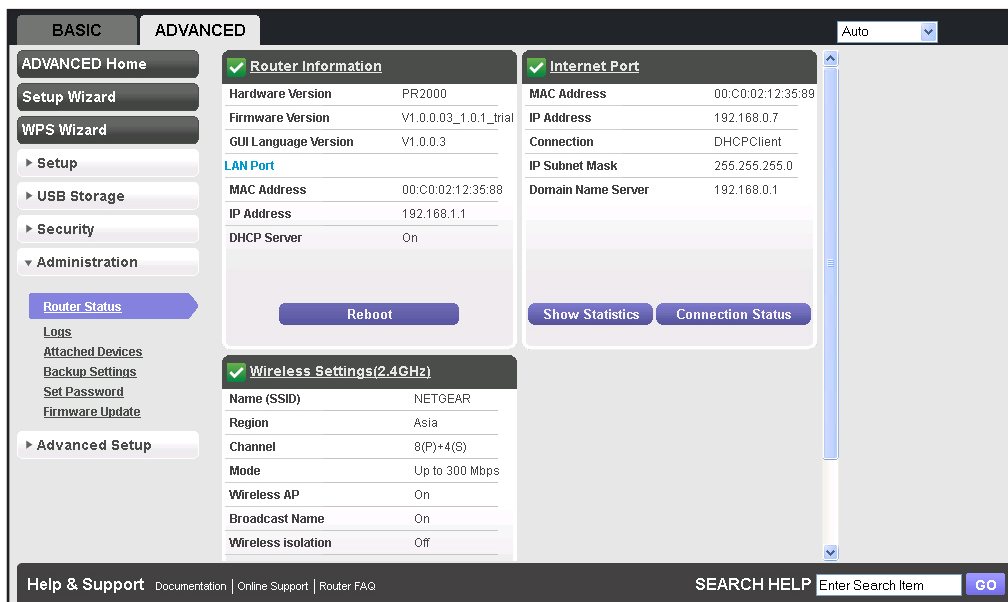 BASIC
ADVANCED
Auto
ADVANCED Home
Setup Wizard
WPS Wizard
Setup
USB Storage
Security
Administration
Router Status
Logs
Attached Devices
Backup Settings
Set Password
Firmware Update
Advanced Setup
Router Information
Hardware Version PR2000
Firmware Version V1.0.0.03_1.0.1_trial
GUI Language Version V1.0.0.3
LAN Port
MAC Address 00:C0:02:12:35:88
IP Address 192.168.1.1
DHCP Server On
Reboot
Internet Port
MAC Address 00:C0:02:12:35:89
IP Address 192.168.0.7
Connection DHCPClient
IP Subnet Mask 255.255.255.0
Domain Name Server 192.168.0.1
Show Statistics Connection Status
Wireless Settings(2.4GHz)
Name (SSID) NETGEAR
Region Asia
Channel 8(P)+4(S)
Mode Up to 300 Mbps
Wireless AP On
Broadcast Name On
Wireless isolation Off
Help & Support Documentation | Online Support | Router FAQ
SEARCH HELP Enter Search Item GO